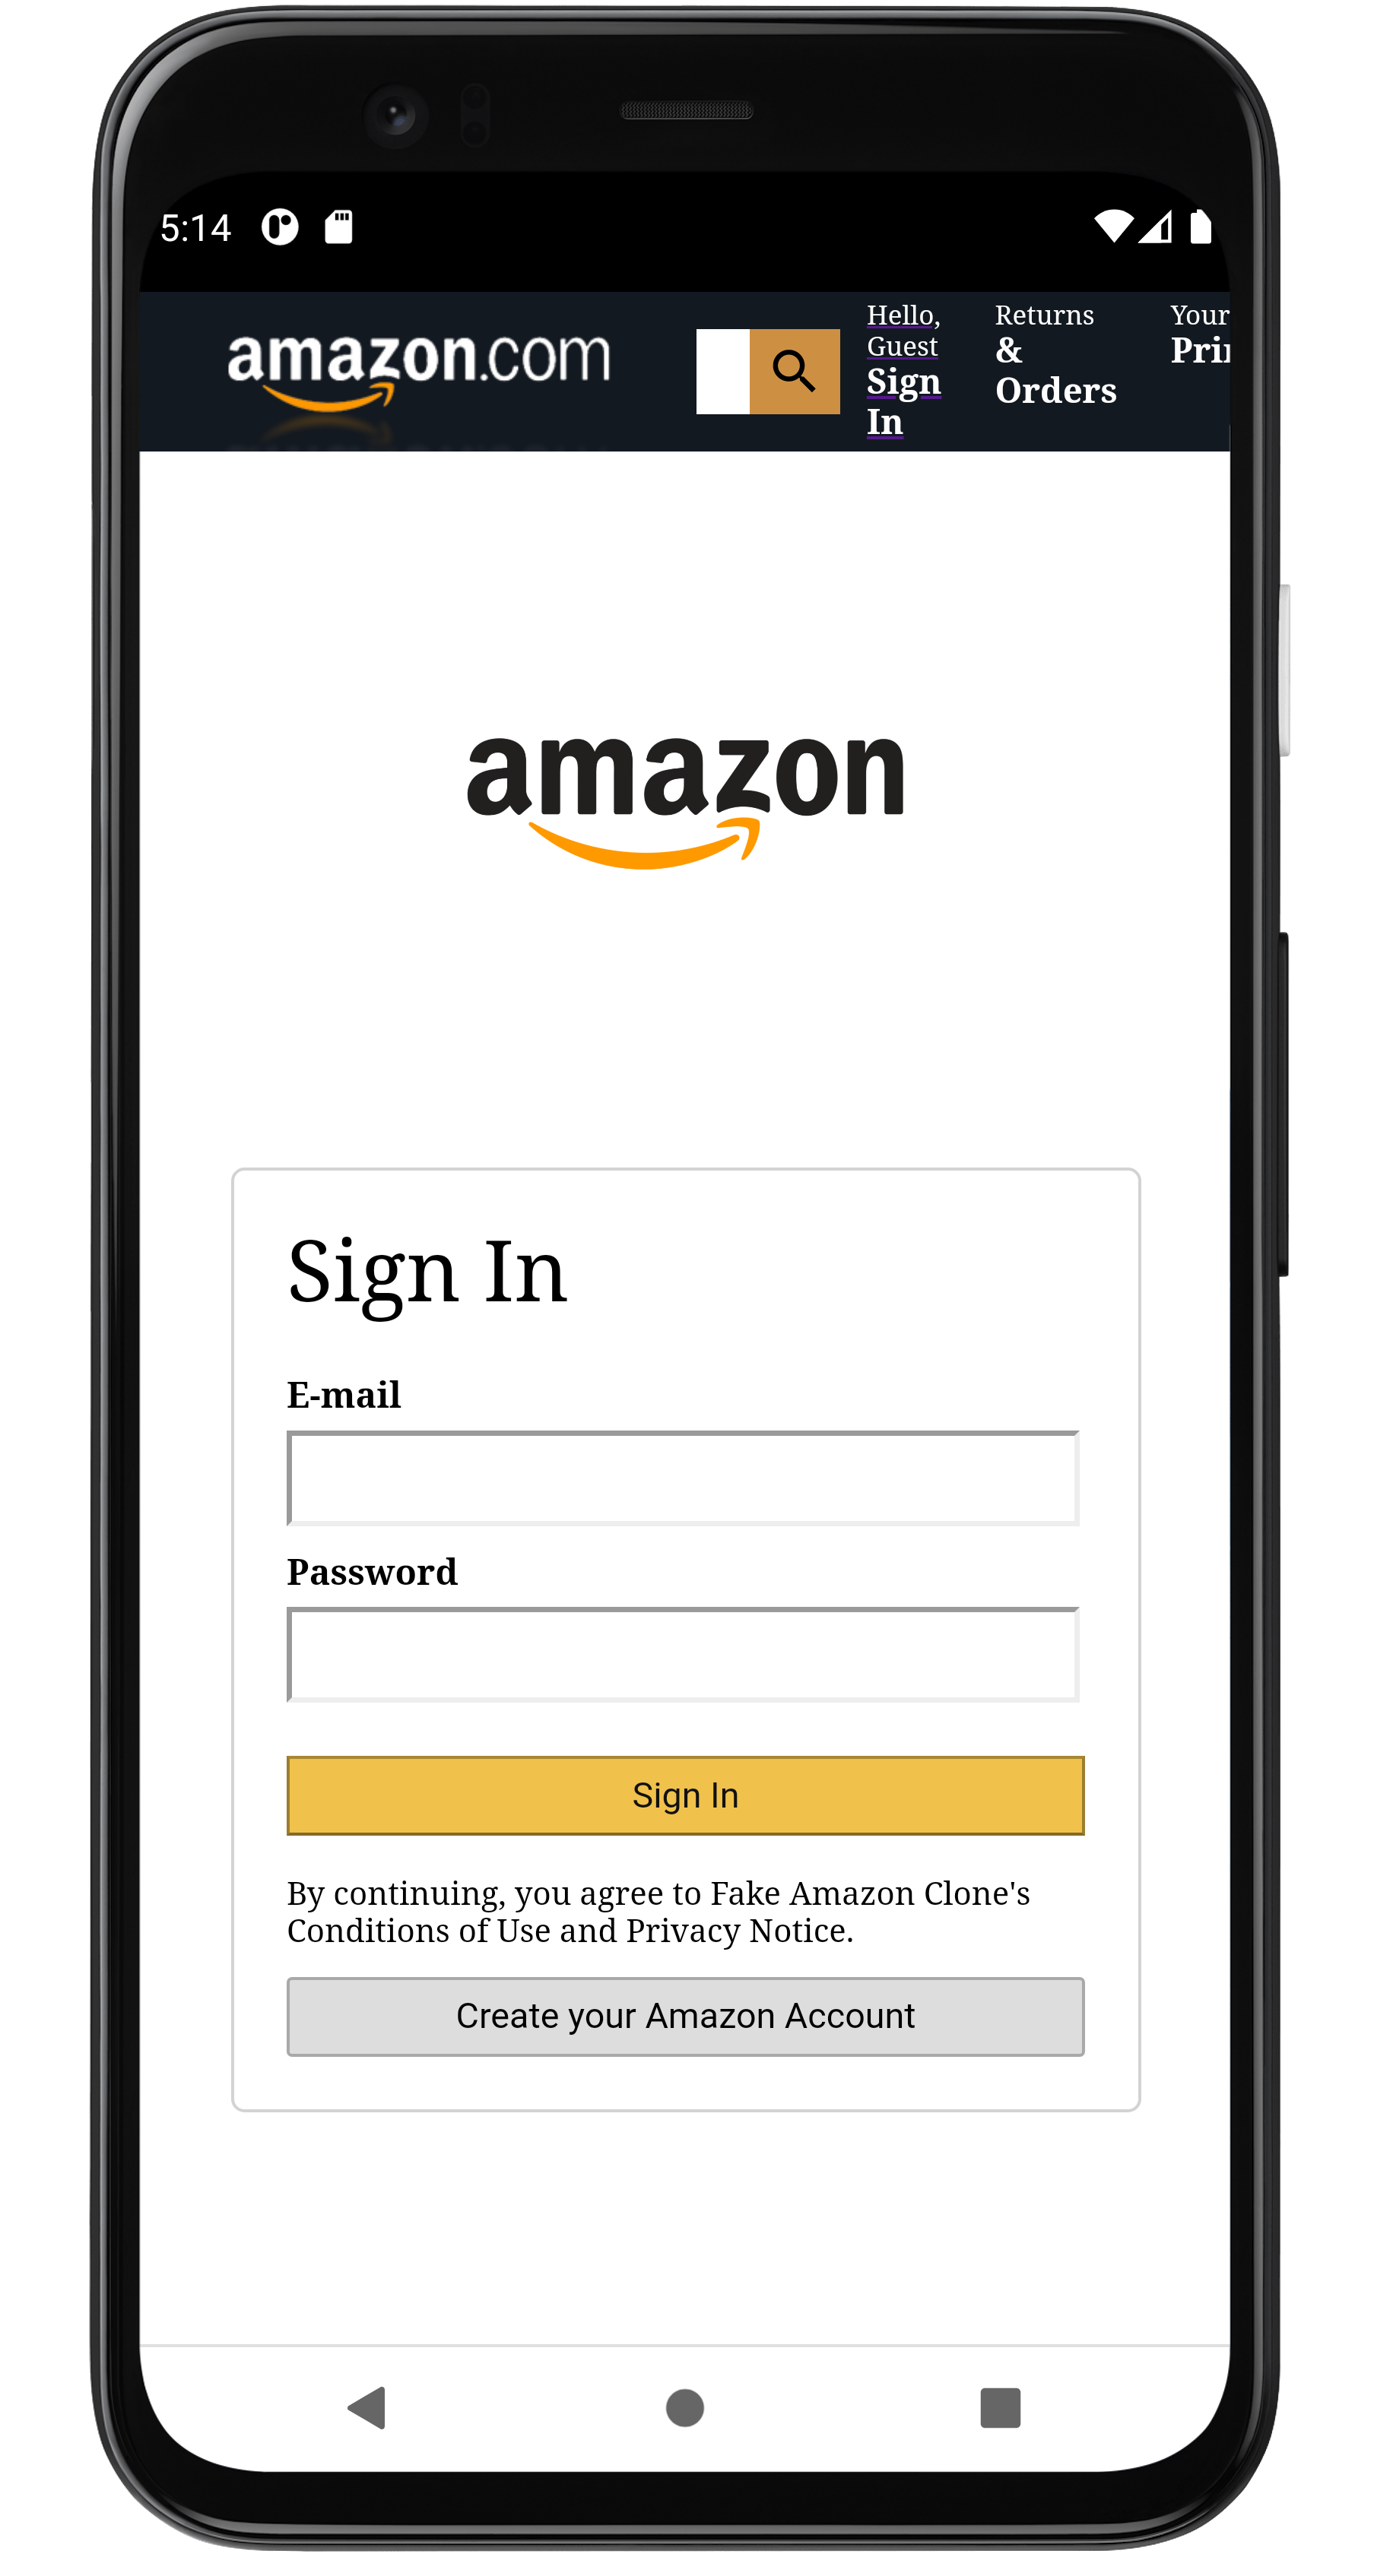 5:14
amazon.com
Hello,
Guest
Sign
In
Returns
&
Orders
Your
amazon
Sign In
E-mail
Password
Sign In
By continuing, you agree to Fake Amazon Clone's
Conditions of Use and Privacy Notice.
Create your Amazon Account